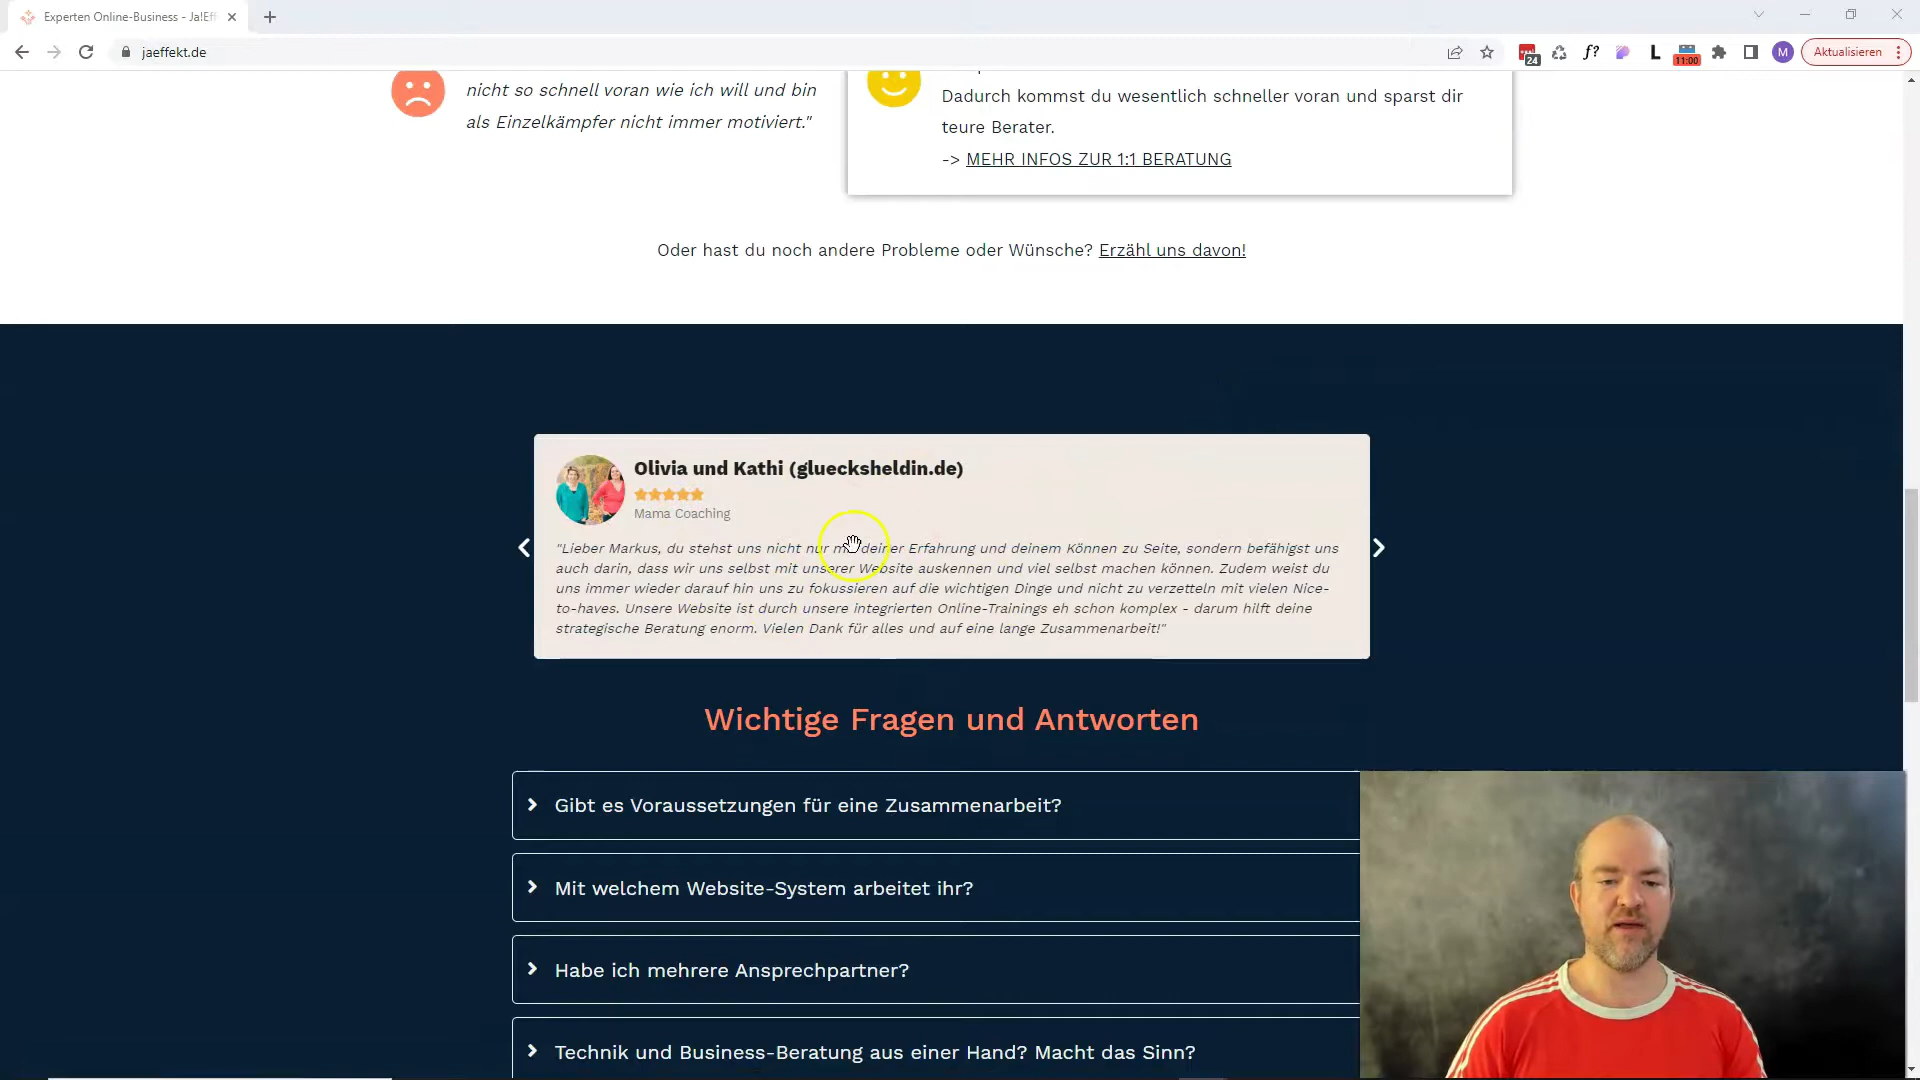 Experten Online-Business - Ja!Eff
jaeffekt.de
24
11:00
M
Aktualisieren
nicht so schnell voran wie ich will und bin
als Einzelkämpfer nicht immer motiviert."
Dadurch kommst du wesentlich schneller voran und sparst dir
teure Berater.
-> MEHR INFOS ZUR 1:1 BERATUNG
Oder hast du noch andere Probleme oder Wünsche? Erzähl uns davon!
Olivia und Kathi (gluecksheldin.de)
Mama Coaching
"Lieber Markus, du stehst uns nicht nur mit deiner Erfahrung und deinem Können zu Seite, sondern befähigst uns
auch darin, dass wir uns selbst mit unserer Website auskennen und viel selbst machen können. Zudem weist du
uns immer wieder darauf hin uns zu fokussieren auf die wichtigen Dinge und nicht zu verzetteln mit vielen Nice-
to-haves. Unsere Website ist durch unsere integrierten Online-Trainings eh schon komplex - darum hilft deine
strategische Beratung enorm. Vielen Dank für alles und auf eine lange Zusammenarbeit!"
Wichtige Fragen und Antworten
Gibt es Voraussetzungen für eine Zusammenarbeit?
Mit welchem Website-System arbeitet ihr?
Habe ich mehrere Ansprechpartner?
Technik und Business-Beratung aus einer Hand? Macht das Sinn?